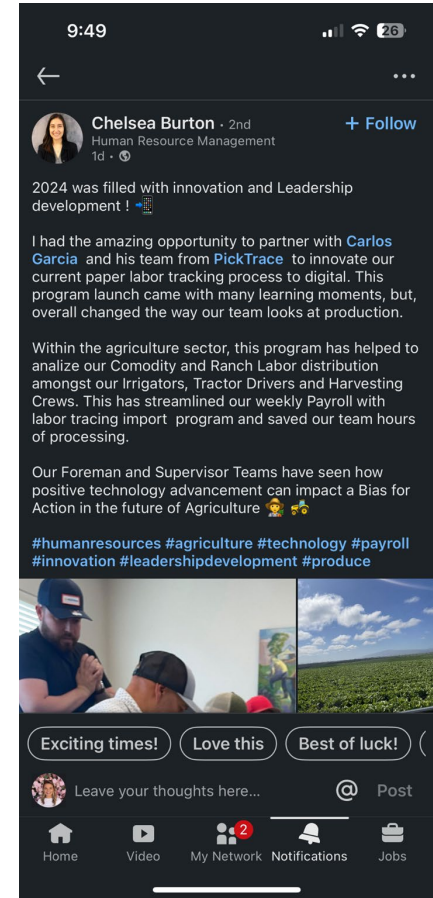 9:49
26
Chelsea Burton · 2nd
+ Follow
Human Resource Management
1d ·
2024 was filled with innovation and Leadership
development ! 📲
I had the amazing opportunity to partner with Carlos
Garcia and his team from PickTrace to innovate our
current paper labor tracking process to digital. This
program launch came with many learning moments, but,
overall changed the way our team looks at production.
Within the agriculture sector, this program has helped to
analize our Comodity and Ranch Labor distribution
amongst our Irrigators, Tractor Drivers and Harvesting
Crews. This has streamlined our weekly Payroll with
labor tracing import program and saved our team hours
of processing.
Our Foreman and Supervisor Teams have seen how
positive technology advancement can impact a Bias for
Action in the future of Agriculture 👩‍🌾 🚜
#humanresources #agriculture #technology #payroll
#innovation #leadershipdevelopment #produce
Exciting times!
Love this
Best of luck!
Leave your thoughts here...
@
Post
2
Home
Video
My Network
Notifications
Jobs